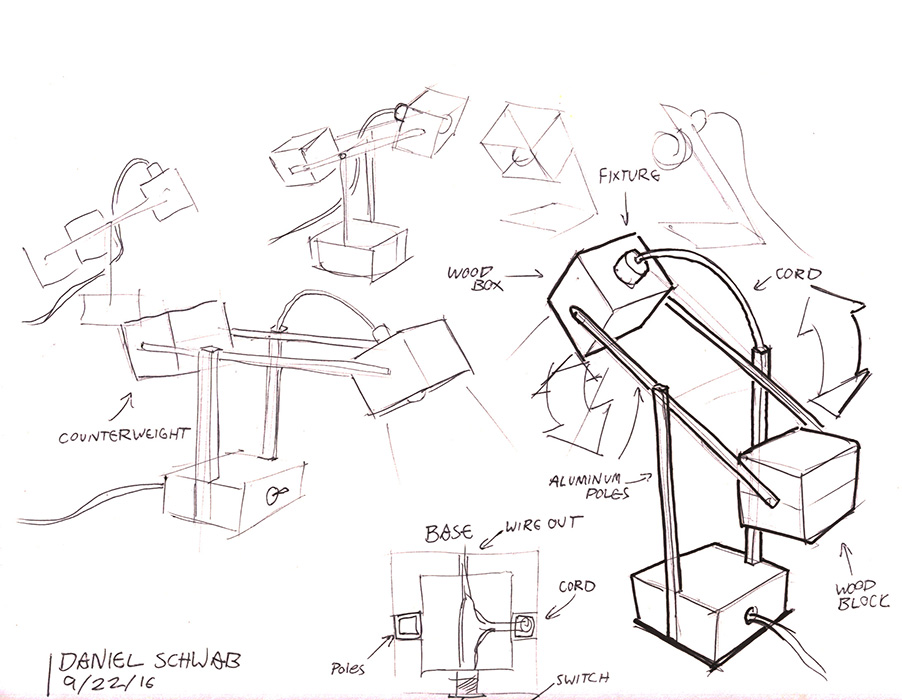 FIXTURE
WOOD
BOX
CORD
COUNTERWEIGHT
ALUMINUM
POLES
BASE
WIRE OUT
CORD
WOOD
BLOCK
Poles
SWITCH
DANIEL SCHWAB
9/22/16